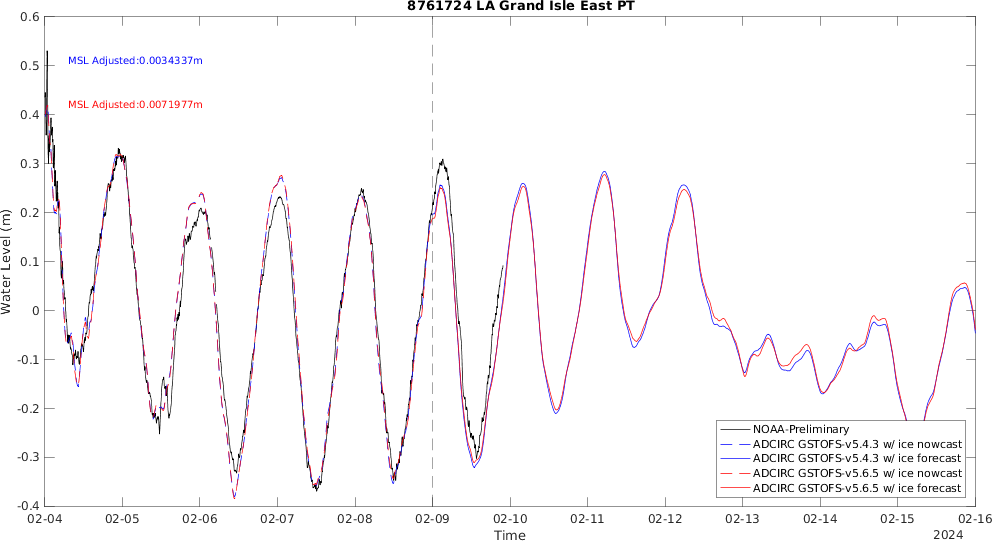 8761724 LA Grand Isle East PT
MSL Adjusted:0.0034337m
MSL Adjusted:0.0071977m
Water Level (m)
0.6
0.5
0.4
0.3
0.2
0.1
0
-0.1
-0.2
-0.3
-0.4
NOAA-Preliminary
ADCIRC GSTOFS-v5.4.3 w/ ice nowcast
ADCIRC GSTOFS-v5.4.3 w/ ice forecast
ADCIRC GSTOFS-v5.6.5 w/ ice nowcast
ADCIRC GSTOFS-v5.6.5 w/ ice forecast
02-04 02-05 02-06 02-07 02-08 02-09 02-10 02-11 02-12 02-13 02-14 02-15 02-16
Time
2024